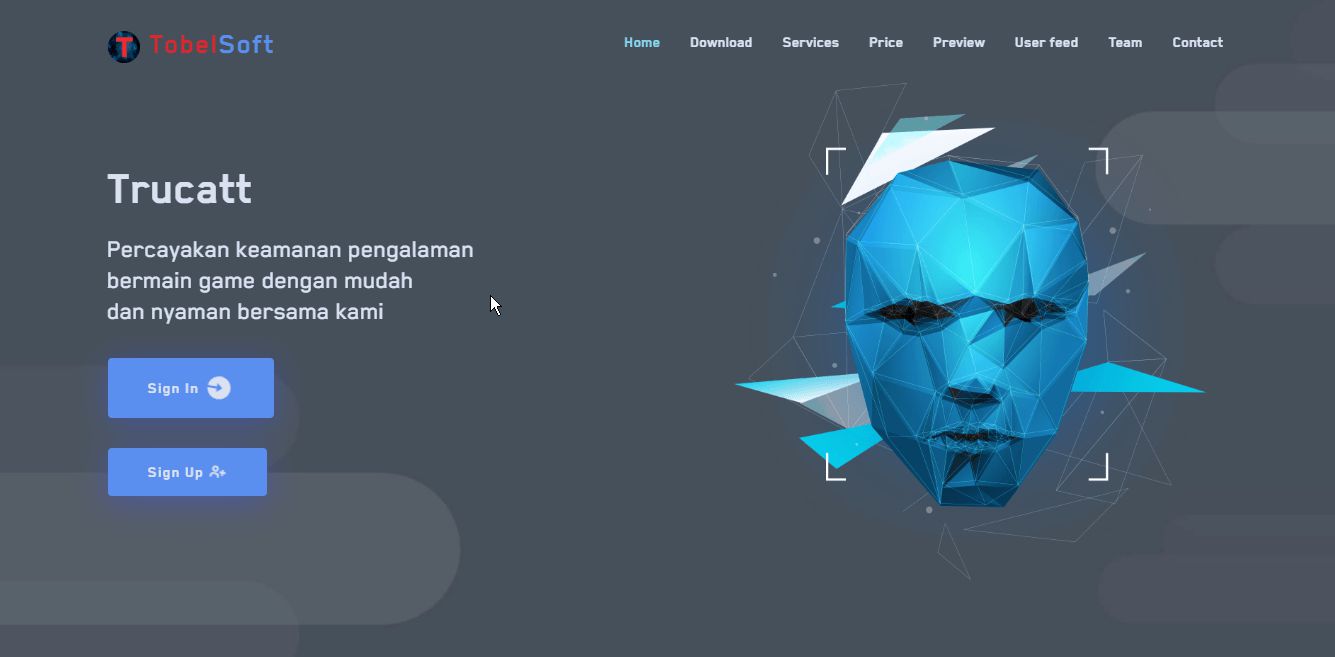 T TobelSoft
Home Download Services Price Preview User feed Team Contact
Trucatt
Percayakan keamanan pengalaman
bermain game dengan mudah
dan nyaman bersama kami
Sign In
Sign Up